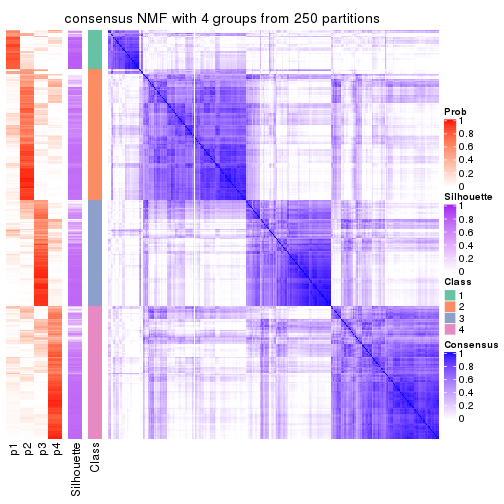 consensus NMF with 4 groups from 250 partitions
Prob
1
0.8
0.6
0.4
0.2
0
Silhouette
1
0.8
0.6
0.4
0.2
0
Class
1
2
3
4
Consensus
1
0.8
0.6
0.4
0.2
0
p1
p2
p3
p4
Silhouette
Class